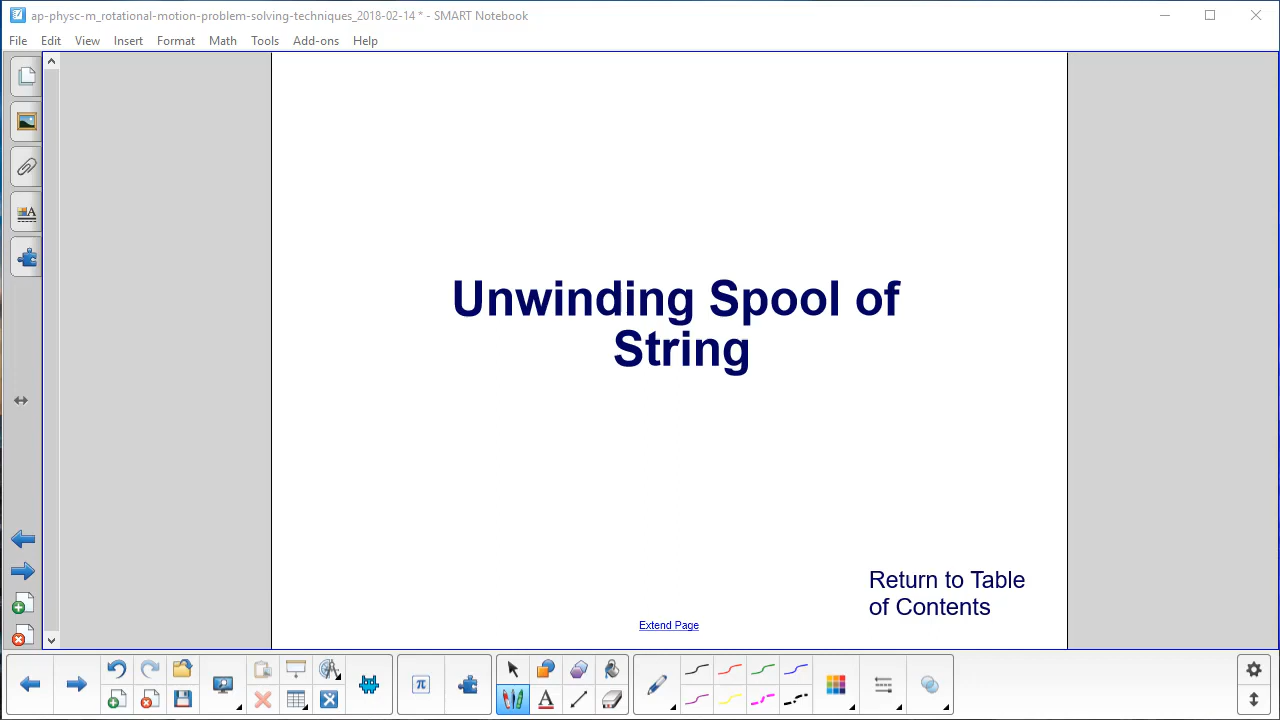 ap-physc-m_rotational-motion-problem-solving-techniques_2018-02-14 * - SMART Notebook
File Edit View Insert Format Math Tools Add-ons Help
Unwinding Spool of
String
Return to Table
of Contents
Extend Page